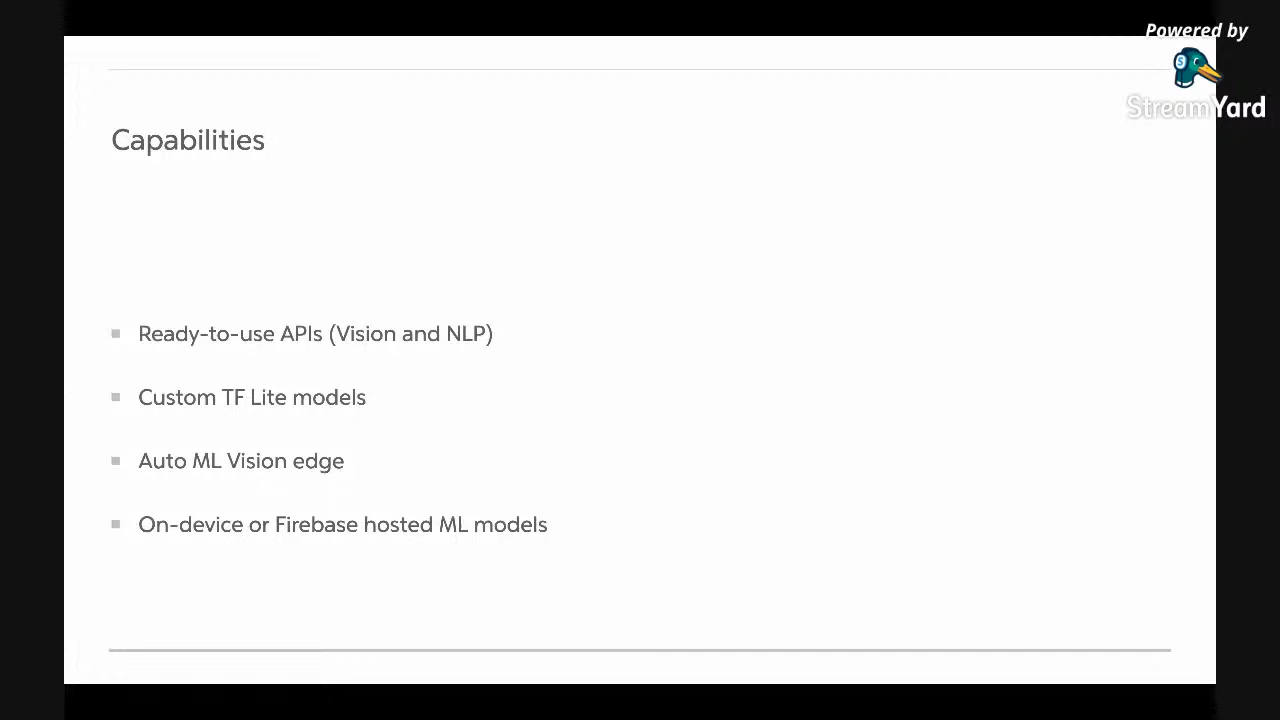 Powered by
StreamYard
Capabilities
Ready-to-use APIs (Vision and NLP)
Custom TF Lite models
Auto ML Vision edge
On-device or Firebase hosted ML models